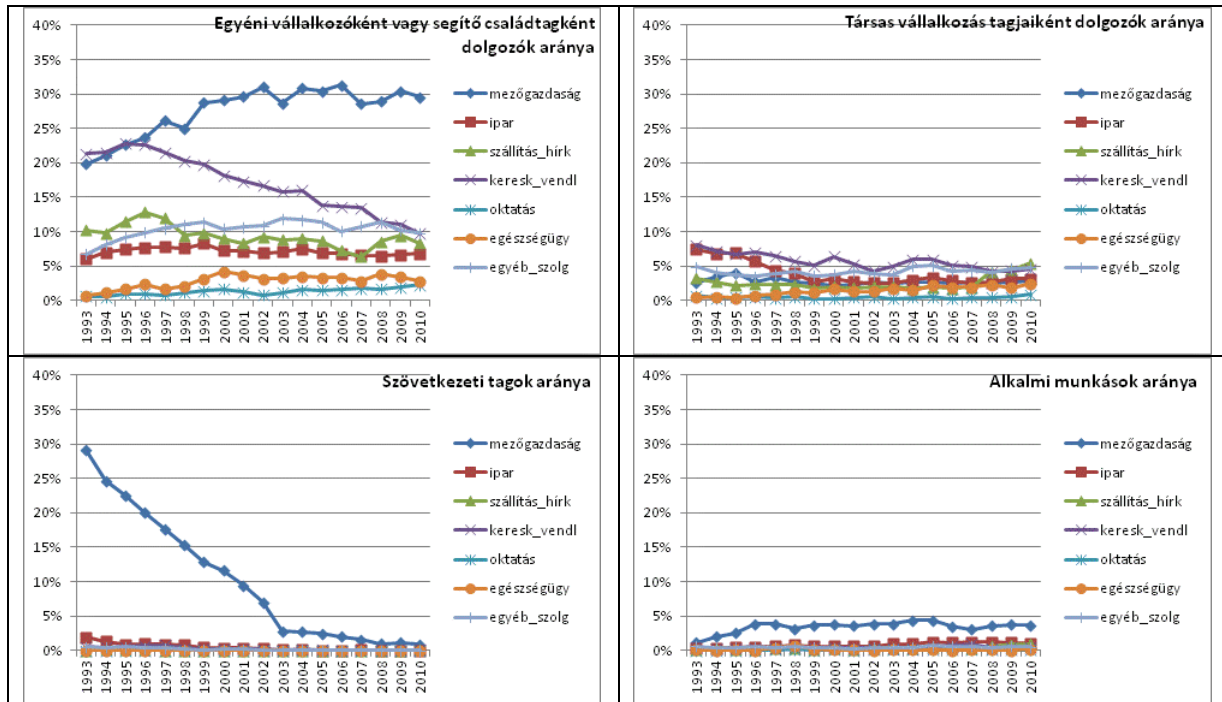 Egyéni vállalkozóként vagy segítő családtagként
dolgozók aránya
40%
35%
30%
25%
20%
15%
10%
5%
0%
mezőgazdaság
ipar
szállítás_hírk
keresk_vendl
oktatás
egészségügy
egyéb_szolg
1993 1994 1995 1996 1997 1998 1999 2000 2001 2002 2003 2004 2005 2006 2007 2008 2009 2010
Társas vállalkozás tagjaiként dolgozók aránya
40%
35%
30%
25%
20%
15%
10%
5%
0%
mezőgazdaság
ipar
szállítás_hírk
keresk_vendl
oktatás
egészségügy
egyéb_szolg
1993 1994 1995 1996 1997 1998 1999 2000 2001 2002 2003 2004 2005 2006 2007 2008 2009 2010
Szövetkezeti tagok aránya
40%
35%
30%
25%
20%
15%
10%
5%
0%
mezőgazdaság
ipar
szállítás_hírk
keresk_vendl
oktatás
egészségügy
egyéb_szolg
1993 1994 1995 1996 1997 1998 1999 2000 2001 2002 2003 2004 2005 2006 2007 2008 2009 2010
Alkalmi munkások aránya
40%
35%
30%
25%
20%
15%
10%
5%
0%
mezőgazdaság
ipar
szállítás_hírk
keresk_vendl
oktatás
egészségügy
egyéb_szolg
1993 1994 1995 1996 1997 1998 1999 2000 2001 2002 2003 2004 2005 2006 2007 2008 2009 2010